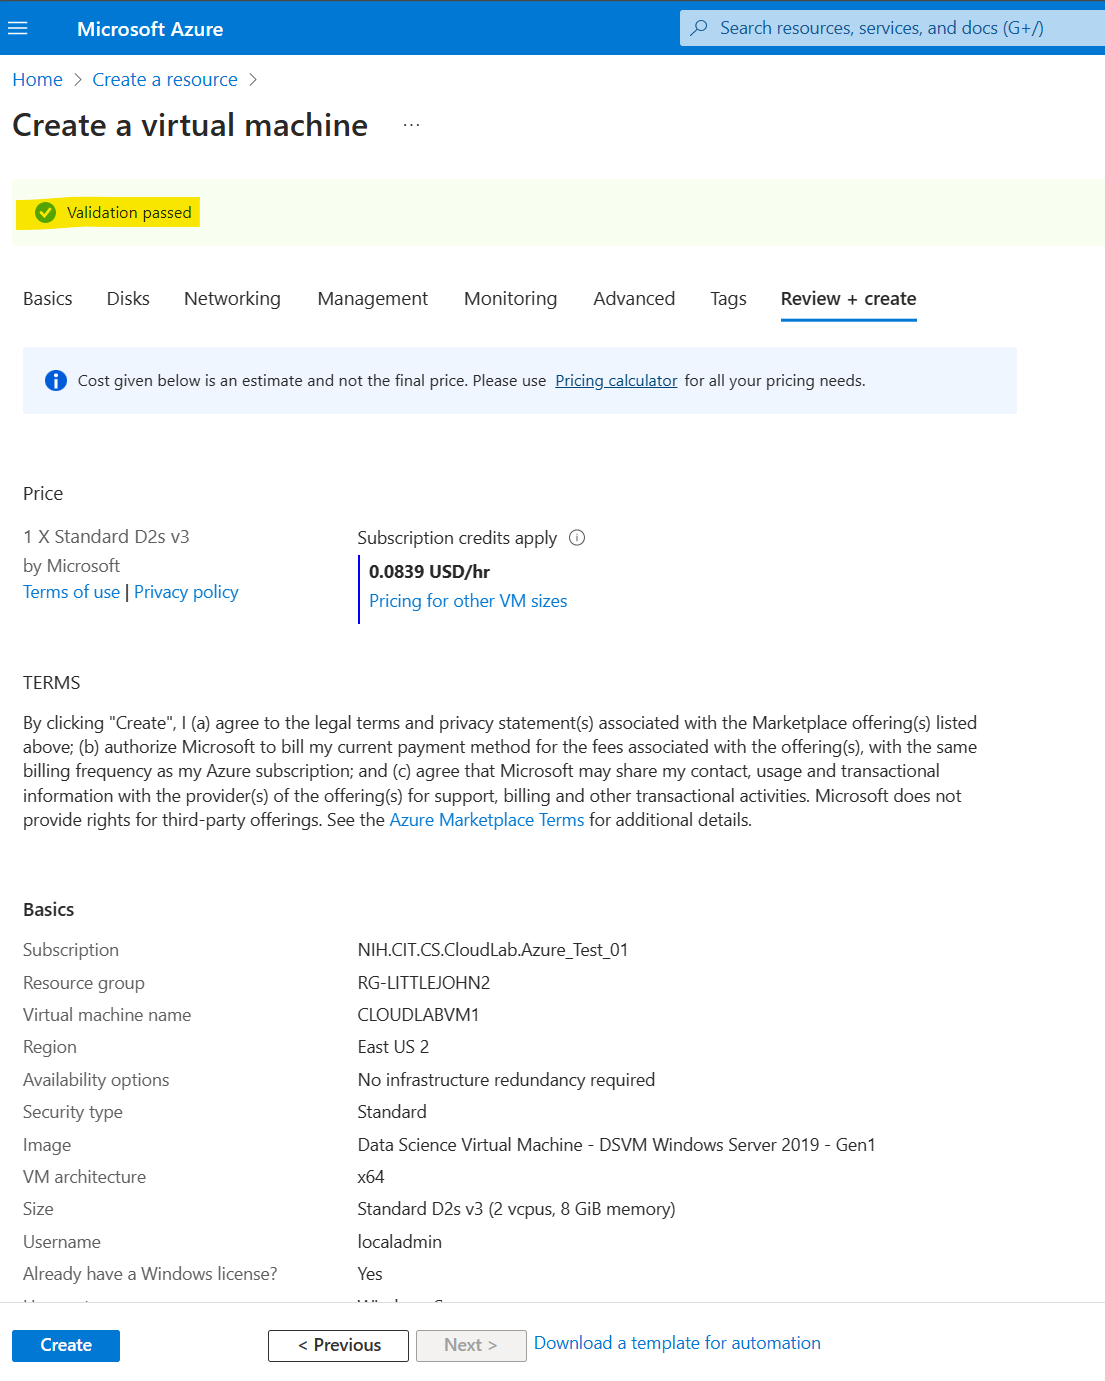 Microsoft Azure
Search resources, services, and docs (G+/)
Home > Create a resource >
Create a virtual machine ...
Validation passed
Basics Disks Networking Management Monitoring Advanced Tags Review + create
Cost given below is an estimate and not the final price. Please use Pricing calculator for all your pricing needs.
Price
1 X Standard D2s v3
by Microsoft
Terms of use | Privacy policy
Subscription credits apply
0.0839 USD/hr
Pricing for other VM sizes
TERMS
By clicking "Create", I (a) agree to the legal terms and privacy statement(s) associated with the Marketplace offering(s) listed
above; (b) authorize Microsoft to bill my current payment method for the fees associated with the offering(s), with the same
billing frequency as my Azure subscription; and (c) agree that Microsoft may share my contact, usage and transactional
information with the provider(s) of the offering(s) for support, billing and other transactional activities. Microsoft does not
provide rights for third-party offerings. See the Azure Marketplace Terms for additional details.
Basics
Subscription NIH.CIT.CS.CloudLab.Azure_Test_01
Resource group RG-LITTLEJOHN2
Virtual machine name CLOUDLABVM1
Region East US 2
Availability options No infrastructure redundancy required
Security type Standard
Image Data Science Virtual Machine - DSVM Windows Server 2019 - Gen1
VM architecture x64
Size Standard D2s v3 (2 vcpus, 8 GiB memory)
Username localadmin
Already have a Windows license? Yes
Create < Previous Next > Download a template for automation